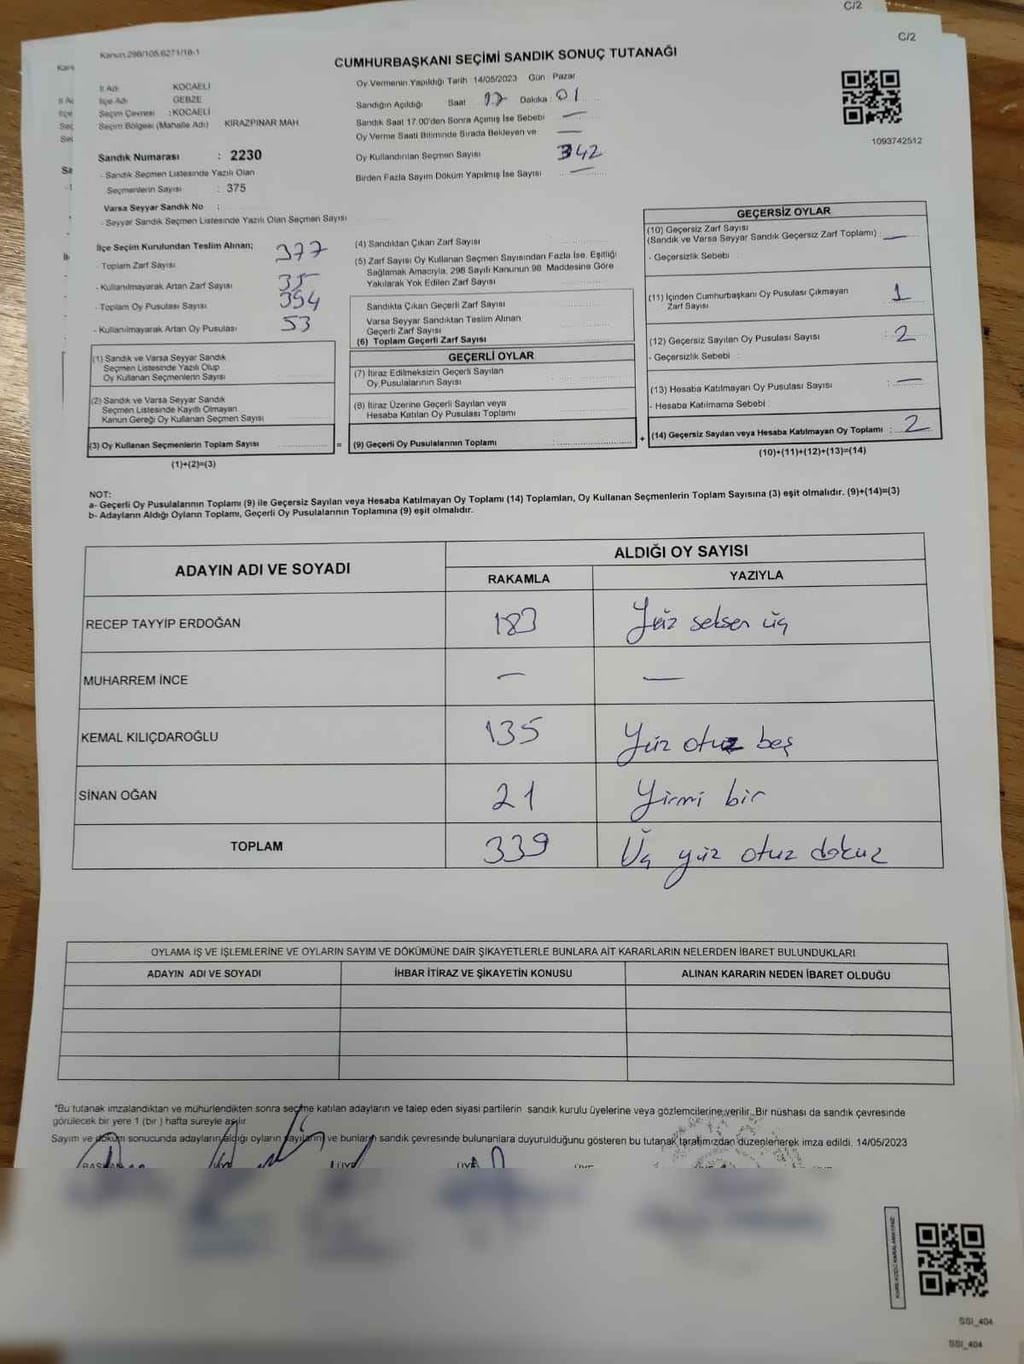 C/2
C/2
Kanun 298/105,6271/18-1
CUMHURBAŞKANI SEÇİMİ SANDIK SONUÇ TUTANAĞI
İl Adı KOCAELİ
İlçe Adı GEBZE
Seçim Çevresi : KOCAELİ
Seçim Bölgesi (Mahalle Adı) KIRAZPINAR MAH
Oy Vermenin Yapıldığı Tarih 14/05/2023 Gün Pazar
Sandığın Açıldığı Saat 17 Dakika 01
Sandık Saat 17.00'den Sonra Açımış İse Sebebi —
Oy Verme Saati Bitiminde Sırada Bekleyen ve —
Oy Kullandırılan Seçmen Sayısı 342
Birden Fazla Sayım Döküm Yapılmış İse Sayısı —
1093742512
Sandık Numarası : 2230
- Sandık Seçmen Listesinde Yazılı Olan
Seçmenlerin Sayısı : 375
Varsa Seyyar Sandık No :
- Seyyar Sandık Seçmen Listesinde Yazılı Olan Seçmen Sayısı
İlçe Seçim Kurulundan Teslim Alınan;
- Toplam Zarf Sayısı 377
- Kullanılmayarak Artan Zarf Sayısı 35
- Toplam Oy Pusulası Sayısı 394
- Kullanılmayarak Artan Oy Pusulası 53
(1) Sandık ve Varsa Seyyar Sandık
Seçmen Listesinde Yazılı Olup
Oy Kullanan Seçmenlerin Sayısı
(2) Sandık ve Varsa Seyyar Sandık
Seçmen Listesinde Kayıtlı Olmayan
Kanun Gereği Oy Kullanan Seçmen Sayısı
(3) Oy Kullanan Seçmenlerin Toplam Sayısı
(1)+(2)=(3)
=
(4) Sandıktan Çıkan Zarf Sayısı
(5) Zarf Sayısı Oy Kullanan Seçmen Sayısından Fazla İse, Eşitliği
Sağlamak Amacıyla, 298 Sayılı Kanunun 98. Maddesine Göre
Yakılarak Yok Edilen Zarf Sayısı
Sandıkta Çıkan Geçerli Zarf Sayısı
Varsa Seyyar Sandıktan Teslim Alınan
Geçerli Zarf Sayısı
(6) Toplam Geçerli Zarf Sayısı
GEÇERLİ OYLAR
(7) İtiraz Edilmeksizin Geçerli Sayılan
Oy Pusulalarının Sayısı
(8) İtiraz Üzerine Geçerli Sayılan veya
Hesaba Katılan Oy Pusulası Toplamı
(9) Geçerli Oy Pusulalarının Toplamı
+
GEÇERSİZ OYLAR
(10) Geçersiz Zarf Sayısı
(Sandık ve Varsa Seyyar Sandık Geçersiz Zarf Toplamı) —
- Geçersizlik Sebebi
(11) İçinden Cumhurbaşkanı Oy Pusulası Çıkmayan
Zarf Sayısı 1
(12) Geçersiz Sayılan Oy Pusulası Sayısı 2
- Geçersizlik Sebebi
(13) Hesaba Katılmayan Oy Pusulası Sayısı : —
- Hesaba Katılmama Sebebi
(14) Geçersiz Sayılan veya Hesaba Katılmayan Oy Toplamı : 2
(10)+(11)+(12)+(13)=(14)
NOT:
a- Geçerli Oy Pusulalarının Toplamı (9) ile Geçersiz Sayılan veya Hesaba Katılmayan Oy Toplamı (14) Toplamları, Oy Kullanan Seçmenlerin Toplam Sayısına (3) eşit olmalıdır. (9)+(14)=(3)
b- Adayların Aldığı Oyların Toplamı, Geçerli Oy Pusulalarının Toplamına (9) eşit olmalıdır.
ADAYIN ADI VE SOYADI ALDIĞI OY SAYISI
RAKAMLA YAZIYLA
RECEP TAYYİP ERDOĞAN 183 Yüz seksen üç
MUHARREM İNCE — —
KEMAL KILIÇDAROĞLU 135 Yüz otuz beş
SİNAN OĞAN 21 Yirmi bir
TOPLAM 339 Üç yüz otuz dokuz
OYLAMA İŞ VE İŞLEMLERİNE VE OYLARIN SAYIM VE DÖKÜMÜNE DAİR ŞİKAYETLERLE BUNLARA AİT KARARLARIN NELERDEN İBARET BULUNDUKLARI
ADAYIN ADI VE SOYADI İHBAR İTİRAZ VE ŞİKAYETİN KONUSU ALINAN KARARIN NEDEN İBARET OLDUĞU
"Bu tutanak imzalandıktan ve mühürlendikten sonra seçime katılan adayların ve talep eden siyasi partilerin sandık kurulu üyelerine veya gözlemcilerine verilir. Bir nüshası da sandık çevresinde
görülecek bir yere 1 (bir) hafta süreyle asılır
Sayım ve döküm sonucunda adayların aldığı oyların sayılarını ve bunların sandık çevresinde bulunanlara duyurulduğunu gösteren bu tutanak tarafımızdan düzenlenerek imza edildi. 14/05/2023
SSI_404
SSI_404